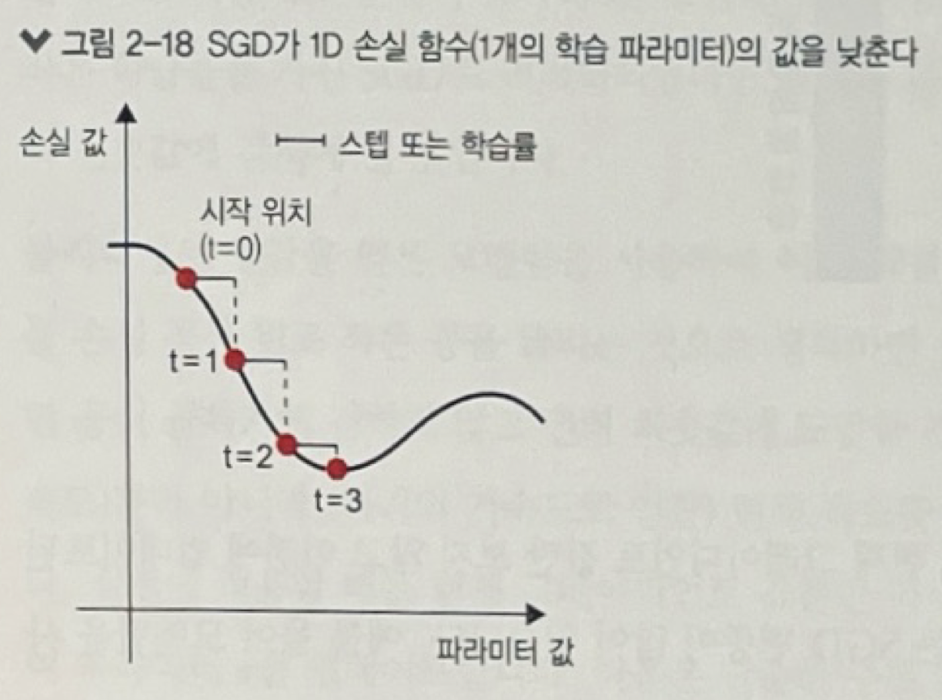 그림 2-18 SGD가 1D 손실 함수(1개의 학습 파라미터)의 값을 낮춘다
손실 값
스텝 또는 학습률
시작 위치
(t=0)
t=1
t=2
t=3
파라미터 값